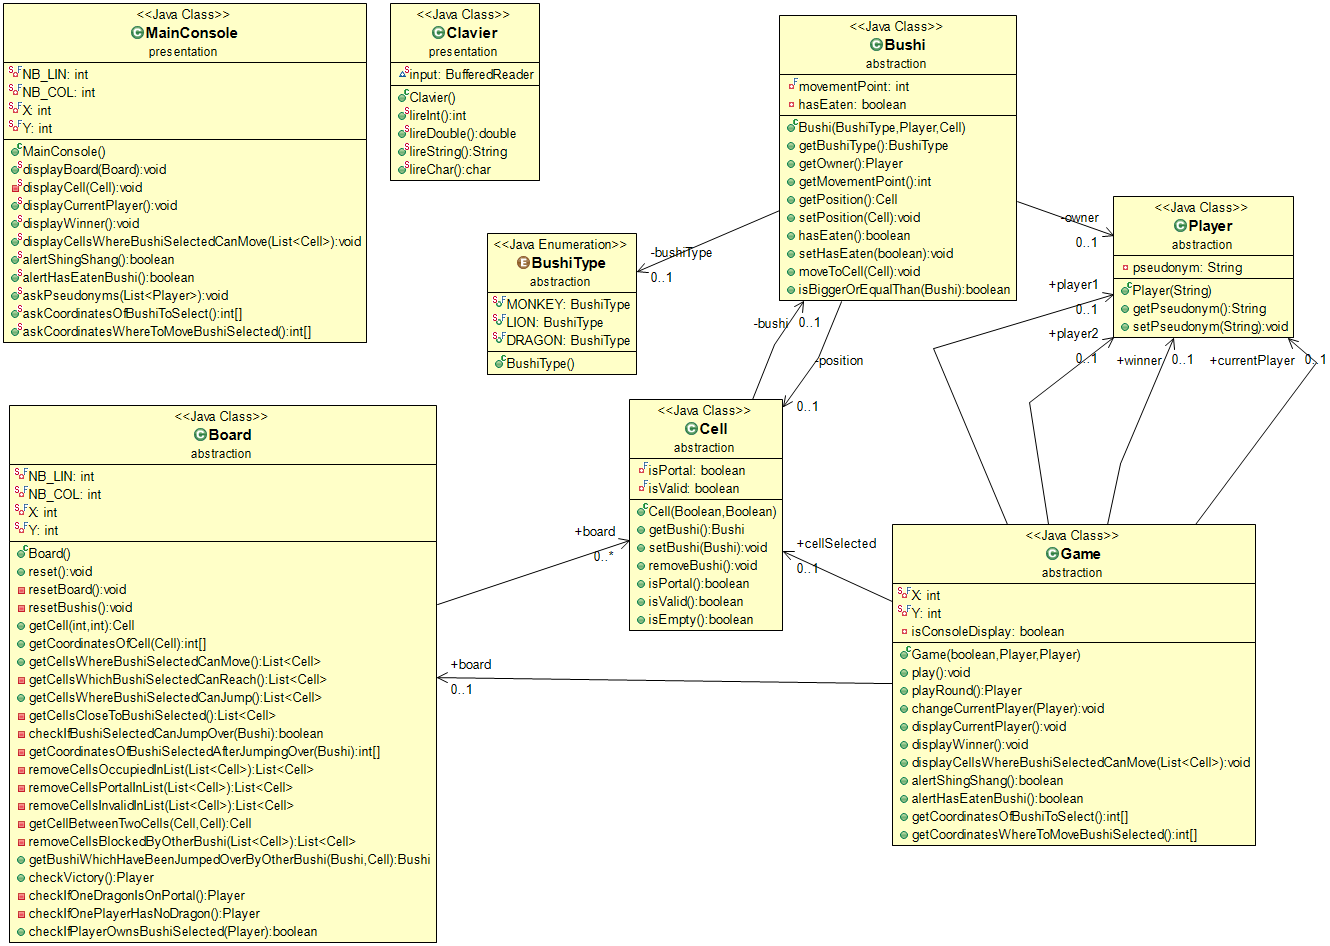 <<Java Class>>
MainConsole
presentation
NB_LIN: int
NB_COL: int
X: int
Y: int
MainConsole()
displayBoard(Board):void
displayCell(Cell):void
displayCurrentPlayer():void
displayWinner():void
displayCellsWhereBushiSelectedCanMove(List<Cell>):void
alertShingShang():boolean
alertHasEatenBushi():boolean
askPseudonyms(List<Player>):void
askCoordinatesOfBushiToSelect():int[]
askCoordinatesWhereToMoveBushiSelected():int[]
<<Java Class>>
Clavier
presentation
input: BufferedReader
Clavier()
lireInt():int
lireDouble():double
lireString():String
lireChar():char
<<Java Class>>
Bushi
abstraction
movementPoint: int
hasEaten: boolean
Bushi(BushiType,Player,Cell)
getBushiType():BushiType
getOwner():Player
getMovementPoint():int
getPosition():Cell
setPosition(Cell):void
hasEaten():boolean
setHasEaten(boolean):void
moveToCell(Cell):void
isBiggerOrEqualThan(Bushi):boolean
<<Java Class>>
Player
abstraction
pseudonym: String
Player(String)
getPseudonym():String
setPseudonym(String):void
-owner
0..1
-bushiType
0..1
<<Java Enumeration>>
BushiType
abstraction
MONKEY: BushiType
LION: BushiType
DRAGON: BushiType
BushiType()
-bushi
0..1
-position
0..1
+player1
0..1
+player2
0..1
+winner
0..1
+currentPlayer
0..1
<<Java Class>>
Board
abstraction
NB_LIN: int
NB_COL: int
X: int
Y: int
Board()
reset():void
resetBoard():void
resetBushis():void
getCell(int,int):Cell
getCoordinatesOfCell(Cell):int[]
getCellsWhereBushiSelectedCanMove():List<Cell>
getCellsWhichBushiSelectedCanReach():List<Cell>
getCellsWhereBushiSelectedCanJump():List<Cell>
getCellsCloseToBushiSelected():List<Cell>
checkIfBushiSelectedCanJumpOver(Bushi):boolean
getCoordinatesOfBushiSelectedAfterJumpingOver(Bushi):int[]
removeCellsOccupiedInList(List<Cell>):List<Cell>
removeCellsPortalInList(List<Cell>):List<Cell>
removeCellsInvalidInList(List<Cell>):List<Cell>
getCellBetweenTwoCells(Cell,Cell):Cell
removeCellsBlockedByOtherBushi(List<Cell>):List<Cell>
getBushiWhichHaveBeenJumpedOverByOtherBushi(Bushi,Cell):Bushi
checkVictory():Player
checkIfOneDragonIsOnPortal():Player
checkIfOnePlayerHasNoDragon():Player
checkIfPlayerOwnsBushiSelected(Player):boolean
<<Java Class>>
Cell
abstraction
isPortal: boolean
isValid: boolean
Cell(Boolean,Boolean)
getBushi():Bushi
setBushi(Bushi):void
removeBushi():void
isPortal():boolean
isValid():boolean
isEmpty():boolean
+board
0..*
+cellSelected
0..1
+board
0..1
<<Java Class>>
Game
abstraction
X: int
Y: int
isConsoleDisplay: boolean
Game(boolean,Player,Player)
play():void
playRound():Player
changeCurrentPlayer(Player):void
displayCurrentPlayer():void
displayWinner():void
displayCellsWhereBushiSelectedCanMove(List<Cell>):void
alertShingShang():boolean
alertHasEatenBushi():boolean
getCoordinatesOfBushiToSelect():int[]
getCoordinatesWhereToMoveBushiSelected():int[]